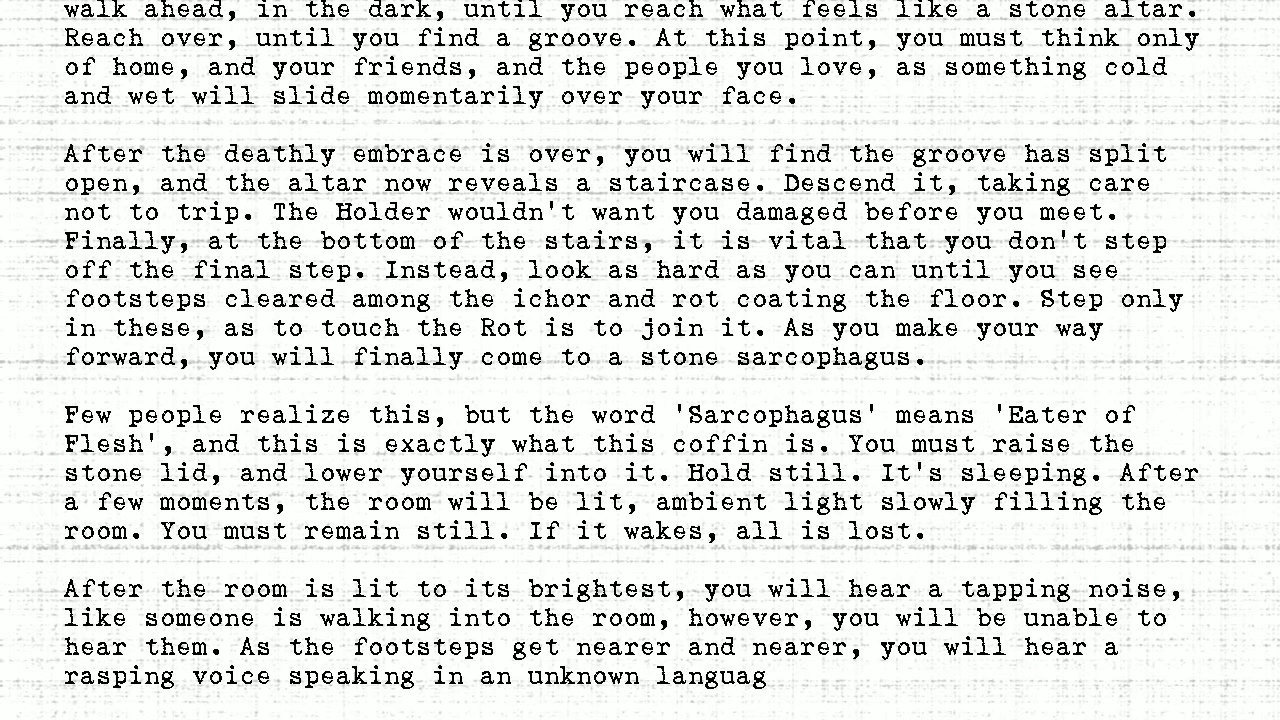 walk ahead, in the dark, until you reach what feels like a stone altar.
Reach over, until you find a groove. At this point, you must think only
of home, and your friends, and the people you love, as something cold
and wet will slide momentarily over your face.
After the deathly embrace is over, you will find the groove has split
open, and the altar now reveals a staircase. Descend it, taking care
not to trip. The Holder wouldn't want you damaged before you meet.
Finally, at the bottom of the stairs, it is vital that you don't step
off the final step. Instead, look as hard as you can until you see
footsteps cleared among the ichor and rot coating the floor. Step only
in these, as to touch the Rot is to join it. As you make your way
forward, you will finally come to a stone sarcophagus.
Few people realize this, but the word 'Sarcophagus' means 'Eater of
Flesh', and this is exactly what this coffin is. You must raise the
stone lid, and lower yourself into it. Hold still. It's sleeping. After
a few moments, the room will be lit, ambient light slowly filling the
room. You must remain still. If it wakes, all is lost.
After the room is lit to its brightest, you will hear a tapping noise,
like someone is walking into the room, however, you will be unable to
hear them. As the footsteps get nearer and nearer, you will hear a
rasping voice speaking in an unknown languag